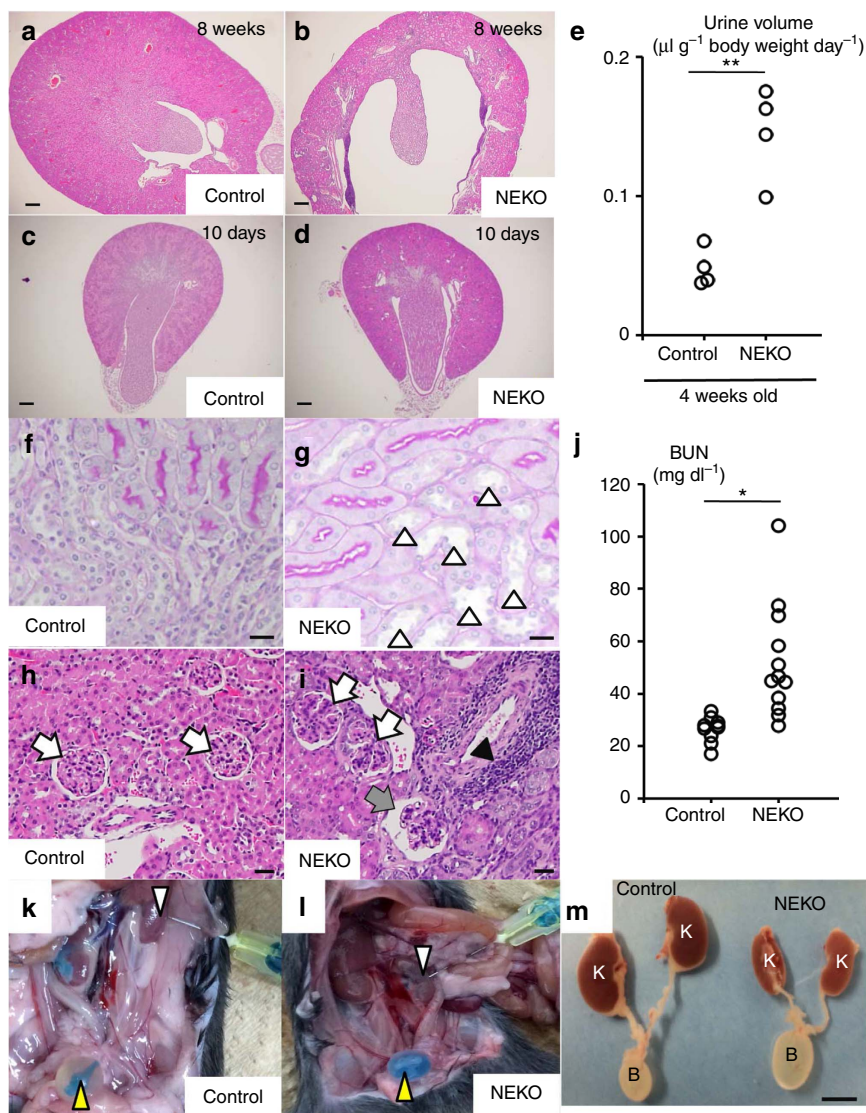 a
8 weeks
Control
b
8 weeks
NEKO
c
10 days
Control
d
10 days
NEKO
e
Urine volume
(μl g⁻¹ body weight day⁻¹)
**
0.2
0.1
0
Control NEKO
4 weeks old
f
Control
g
NEKO
h
Control
i
NEKO
j
BUN
(mg dl⁻¹)
*
120
100
80
60
40
20
0
Control NEKO
k
Control
l
NEKO
m
Control
NEKO
K
K
K
K
B
B